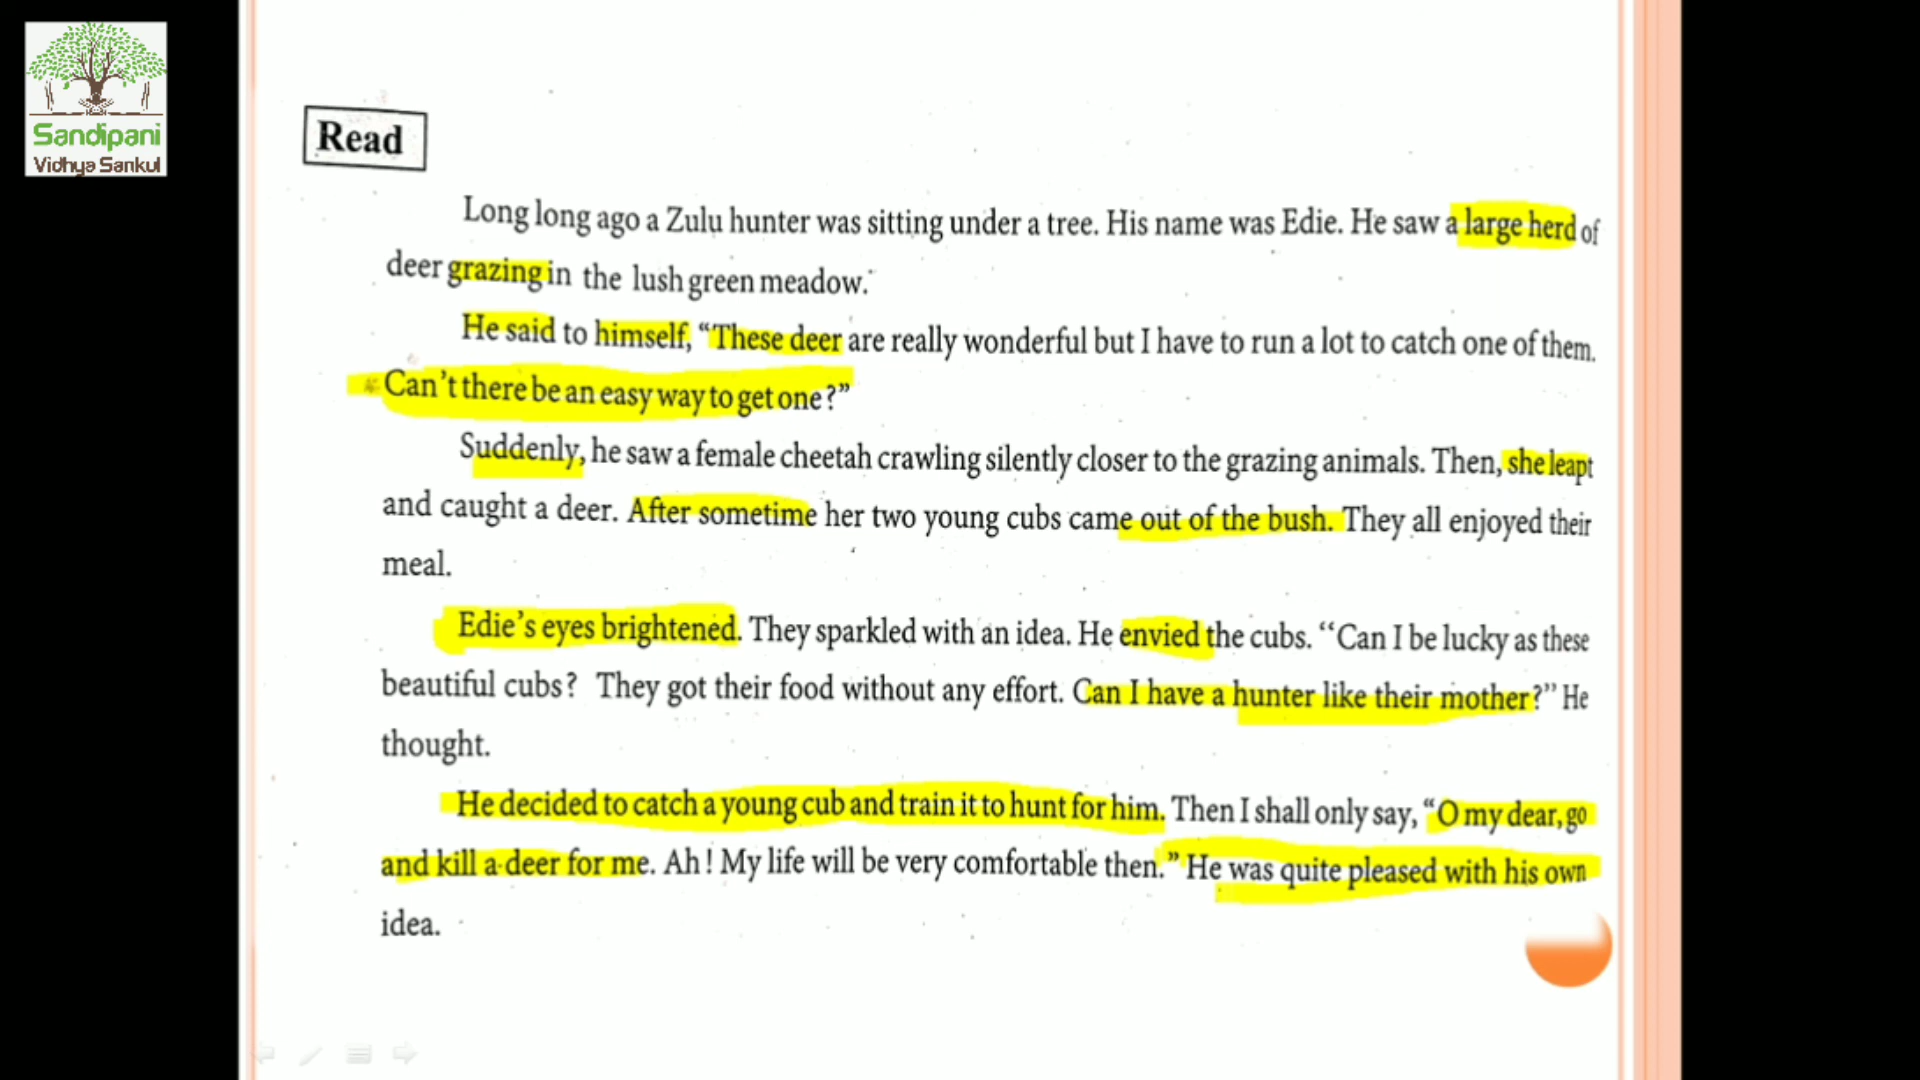 Sandipani
Vidhya Sankul
Read
Long long ago a Zulu hunter was sitting under a tree. His name was Edie. He saw a large herd of
deer grazing in the lush green meadow.
He said to himself, “These deer are really wonderful but I have to run a lot to catch one of them.
Can’t there be an easy way to get one?”
Suddenly, he saw a female cheetah crawling silently closer to the grazing animals. Then, she leapt
and caught a deer. After sometime her two young cubs came out of the bush. They all enjoyed their
meal.
Edie’s eyes brightened. They sparkled with an idea. He envied the cubs. “Can I be lucky as these
beautiful cubs? They got their food without any effort. Can I have a hunter like their mother?” He
thought.
He decided to catch a young cub and train it to hunt for him. Then I shall only say, “O my dear, go
and kill a deer for me. Ah! My life will be very comfortable then.” He was quite pleased with his own
idea.